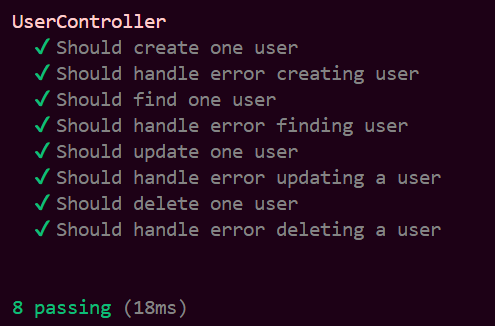 UserController
✓ Should create one user
✓ Should handle error creating user
✓ Should find one user
✓ Should handle error finding user
✓ Should update one user
✓ Should handle error updating a user
✓ Should delete one user
✓ Should handle error deleting a user
8 passing (18ms)